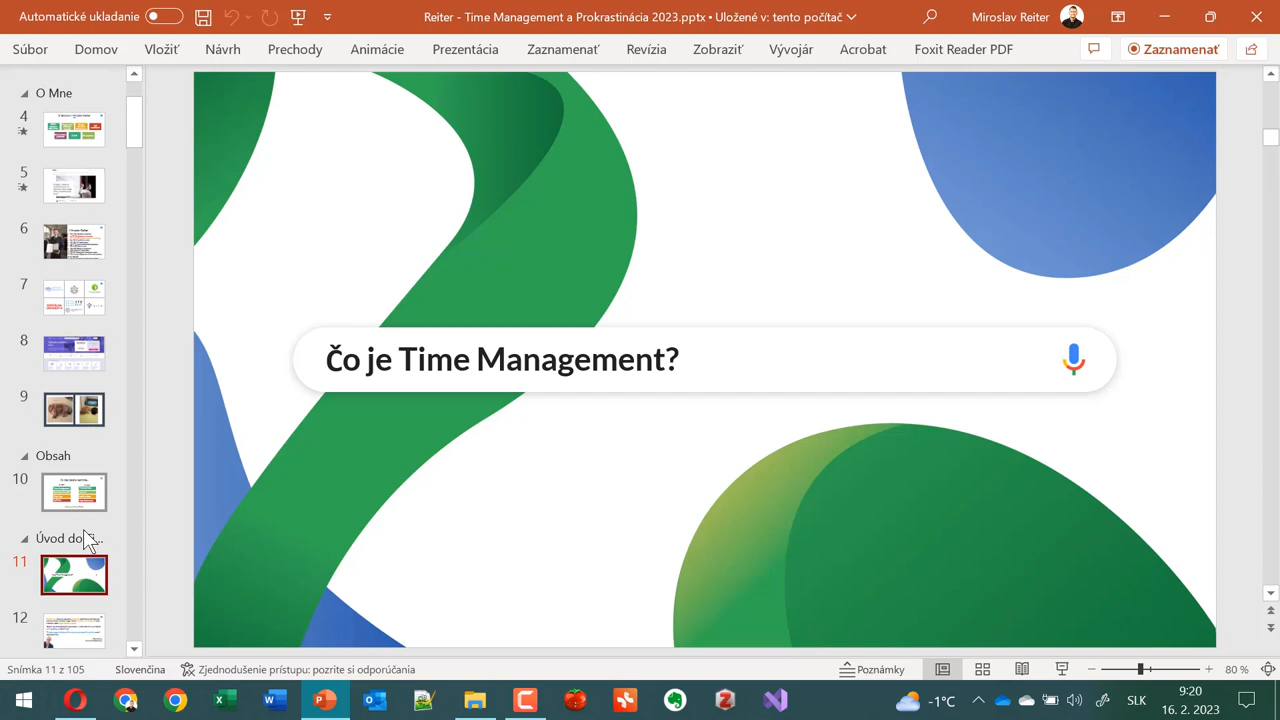 Automatické ukladanie
Reiter - Time Management a Prokrastinácia 2023.pptx • Uložené v: tento počítač
Miroslav Reiter
Súbor
Domov
Vložiť
Návrh
Prechody
Animácie
Prezentácia
Zaznamenať
Revízia
Zobraziť
Vývojár
Acrobat
Foxit Reader PDF
Zaznamenať
O Mne
4
5
6
7
8
9
Obsah
10
Úvod do
11
12
Čo je Time Management?
Snímka 11 z 105
Slovenčina
Zjednodušenie prístupu: pozrite si odporúčania
Poznámky
80 %
-1°C
SLK
9:20
16. 2. 2023